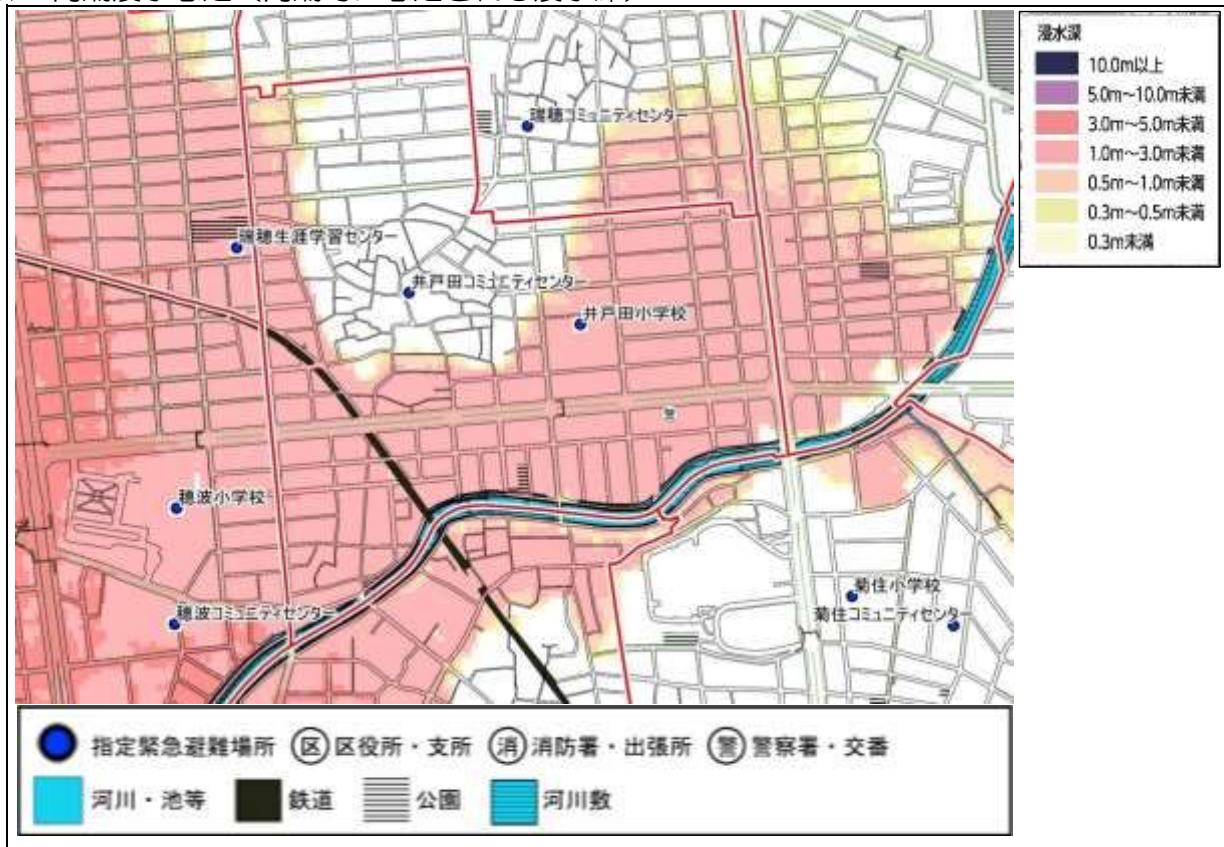 浸水深
10.0m以上
5.0m～10.0m未満
3.0m～5.0m未満
1.0m～3.0m未満
0.5m～1.0m未満
0.3m～0.5m未満
0.3m未満
瑞穂コミュニティセンター
瑞穂生涯学習センター
井戸田コミュニティセンター
井戸田小学校
警
穂波小学校
菊住小学校
穂波コミュニティセンター
菊住コミュニティセンター
指定緊急避難場所 区 区役所・支所 消 消防署・出張所 警 警察署・交番
河川・池等 鉄道 公園 河川敷